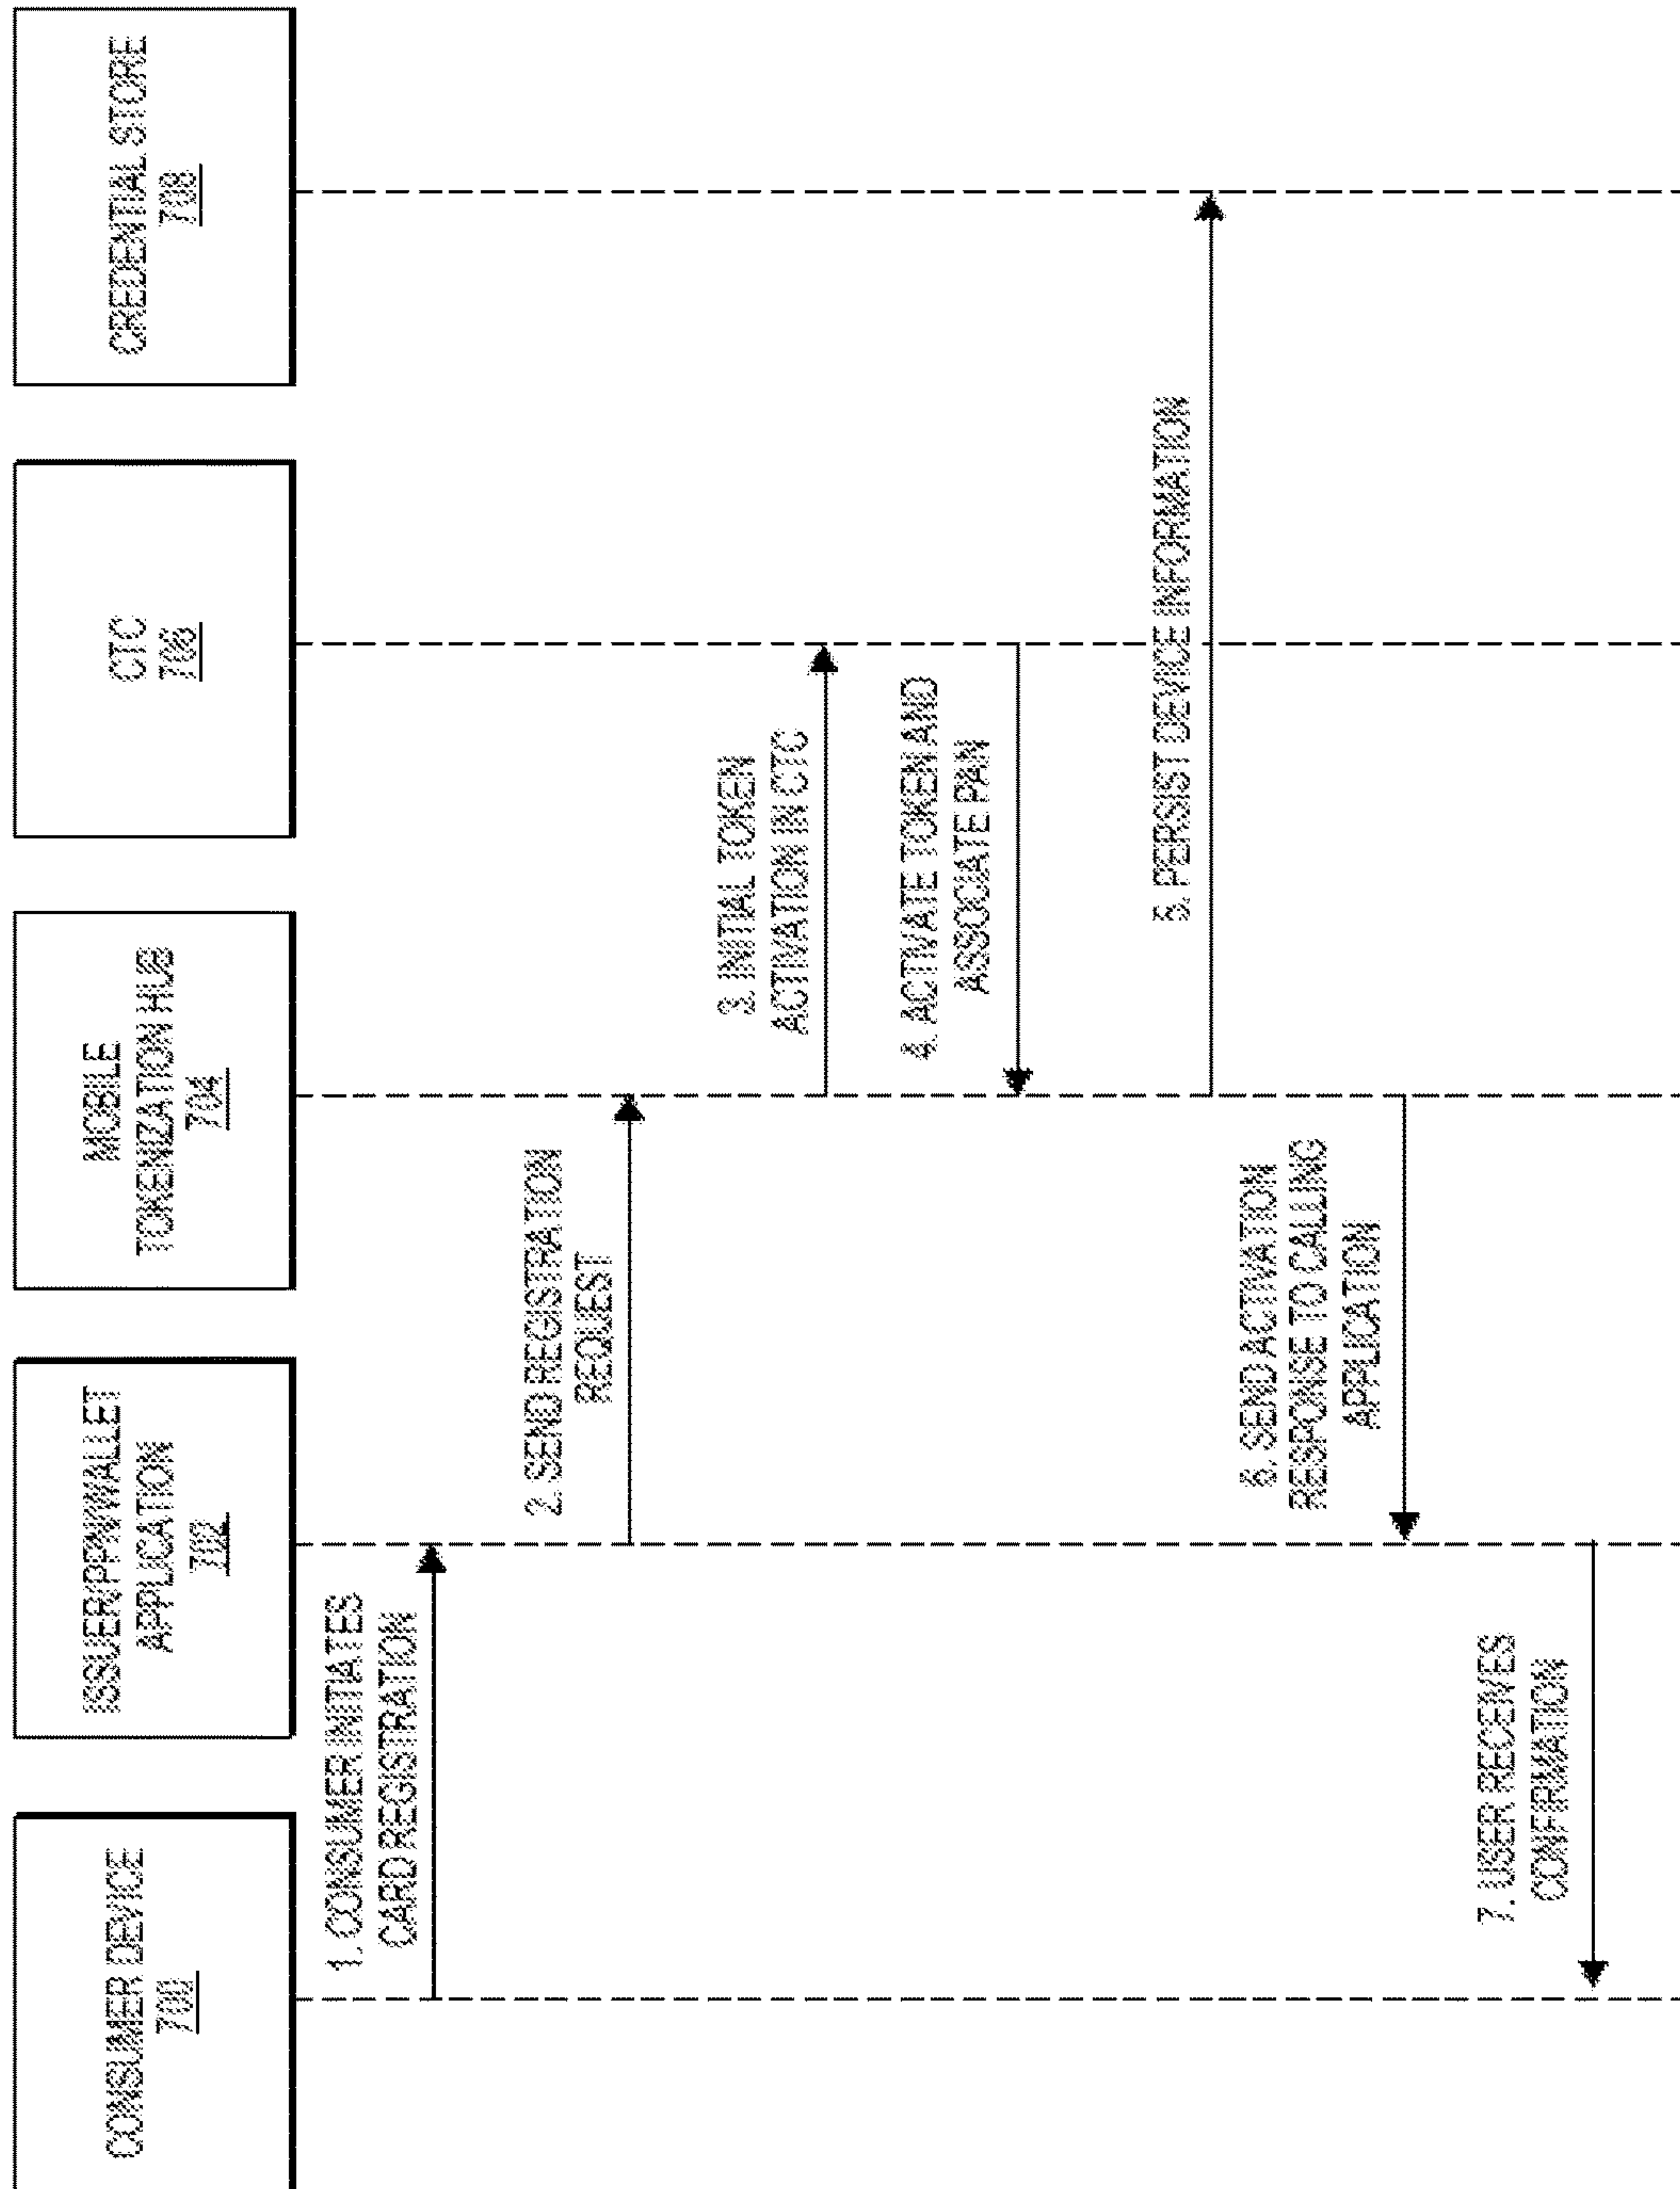 CONSUMER DEVICE
700
ISSUER/PPN/WALLET
APPLICATION
702
MOBILE
TOKENIZATION HUB
704
CTC
706
CREDENTIAL STORE
708
1. CONSUMER INITIATES
CARD REGISTRATION
2. SEND REGISTRATION
REQUEST
3. INITIAL TOKEN
ACTIVATION IN CTC
4. ACTIVATE TOKEN AND
ASSOCIATE PAN
5. PERSIST DEVICE INFORMATION
6. SEND ACTIVATION
RESPONSE TO CALLING
APPLICATION
7. USER RECEIVES
CONFIRMATION